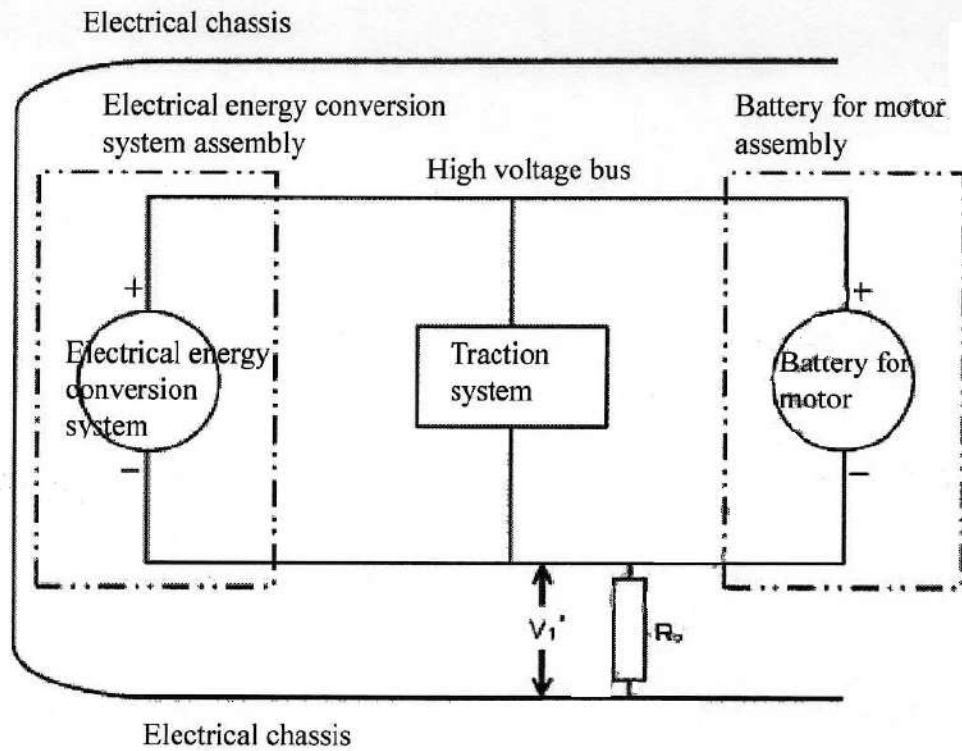 Electrical chassis
Electrical energy conversion
system assembly
Battery for motor
assembly
High voltage bus
+
+
Electrical energy
conversion
system
Traction
system
Battery for
motor
−
−
V₁'
R₀
Electrical chassis